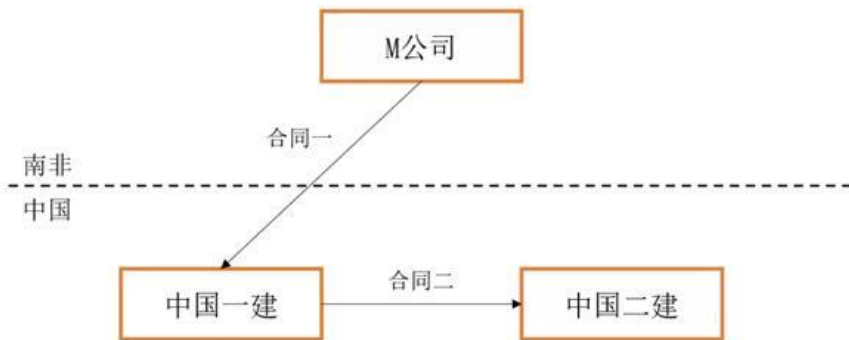 M公司
合同一
南非
中国
合同二
中国一建
中国二建